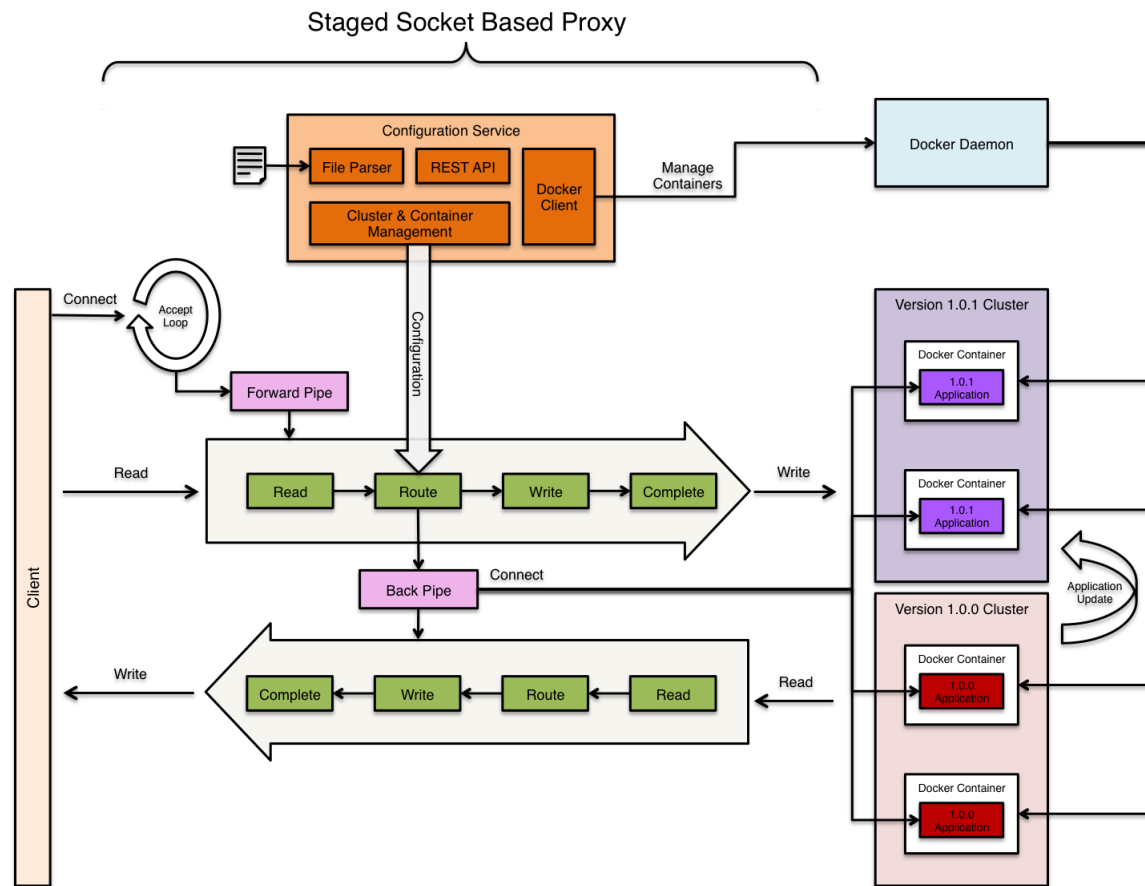 Staged Socket Based Proxy
Configuration Service
File Parser
REST API
Docker
Client
Cluster & Container
Management
Manage
Containers
Docker Daemon
Connect
Accept
Loop
Configuration
Forward Pipe
Read
Read
Route
Write
Complete
Write
Back Pipe
Connect
Write
Complete
Write
Route
Read
Read
Client
Version 1.0.1 Cluster
Docker Container
1.0.1
Application
Docker Container
1.0.1
Application
Application
Update
Version 1.0.0 Cluster
Docker Container
1.0.0
Application
Docker Container
1.0.0
Application